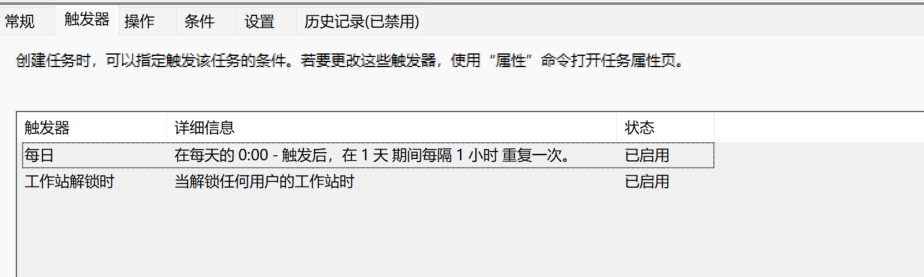 常规 触发器 操作 条件 设置 历史记录(已禁用)
创建任务时，可以指定触发该任务的条件。若要更改这些触发器，使用“属性”命令打开任务属性页。
触发器 详细信息 状态
每日 在每天的 0:00 - 触发后，在 1 天 期间每隔 1 小时 重复一次。 已启用
工作站解锁时 当解锁任何用户的工作站时 已启用